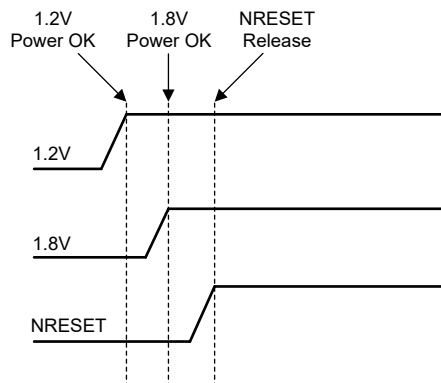 1.2V 1.8V NRESET
Power OK Power OK Release
1.2V
1.8V
NRESET